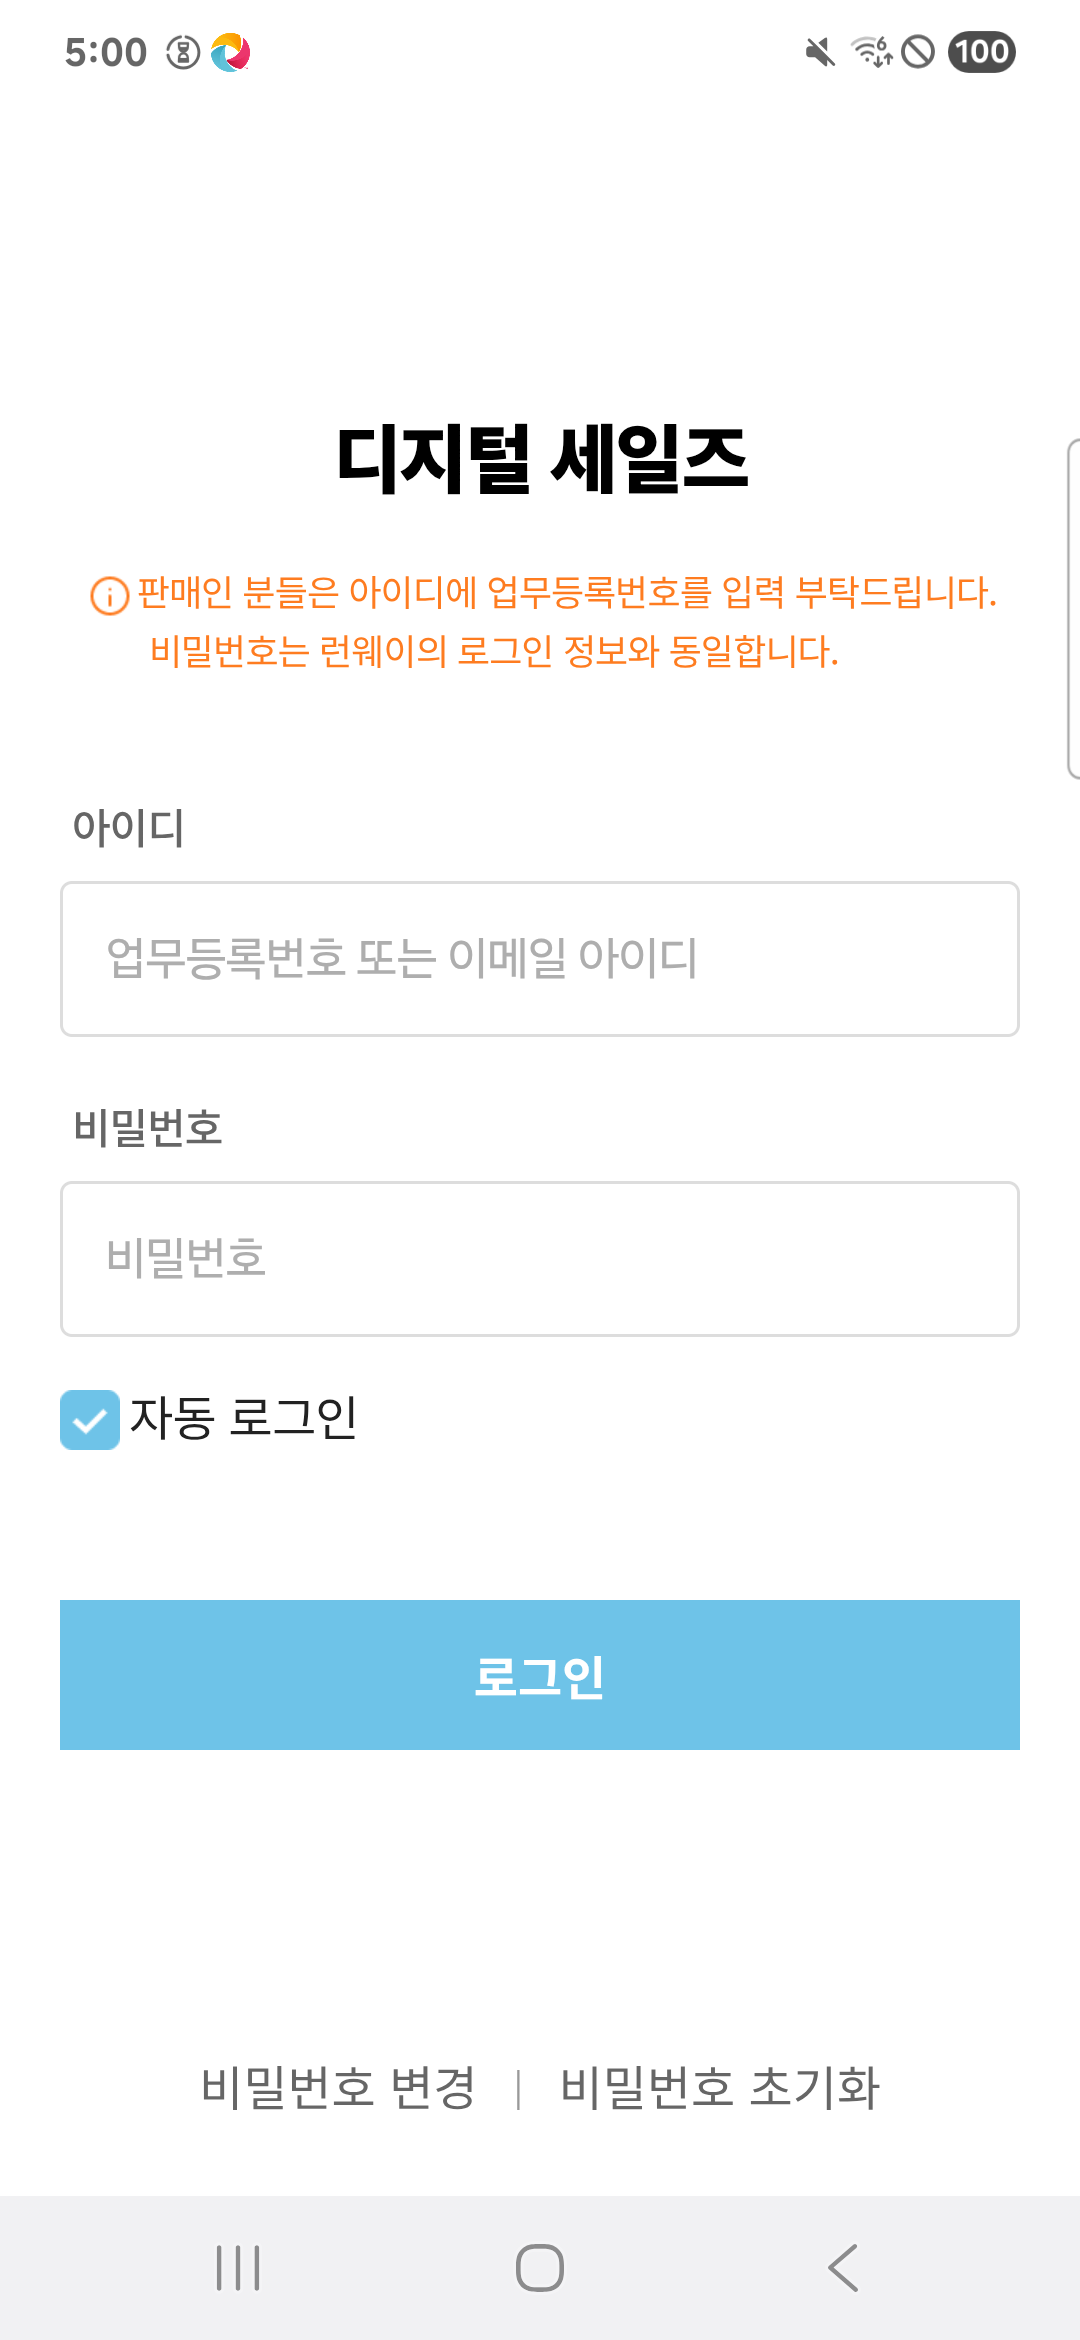 5:00
6
100
디지털 세일즈
판매인 분들은 아이디에 업무등록번호를 입력 부탁드립니다.
비밀번호는 런웨이의 로그인 정보와 동일합니다.
아이디
업무등록번호 또는 이메일 아이디
비밀번호
비밀번호
자동 로그인
로그인
비밀번호 변경 | 비밀번호 초기화